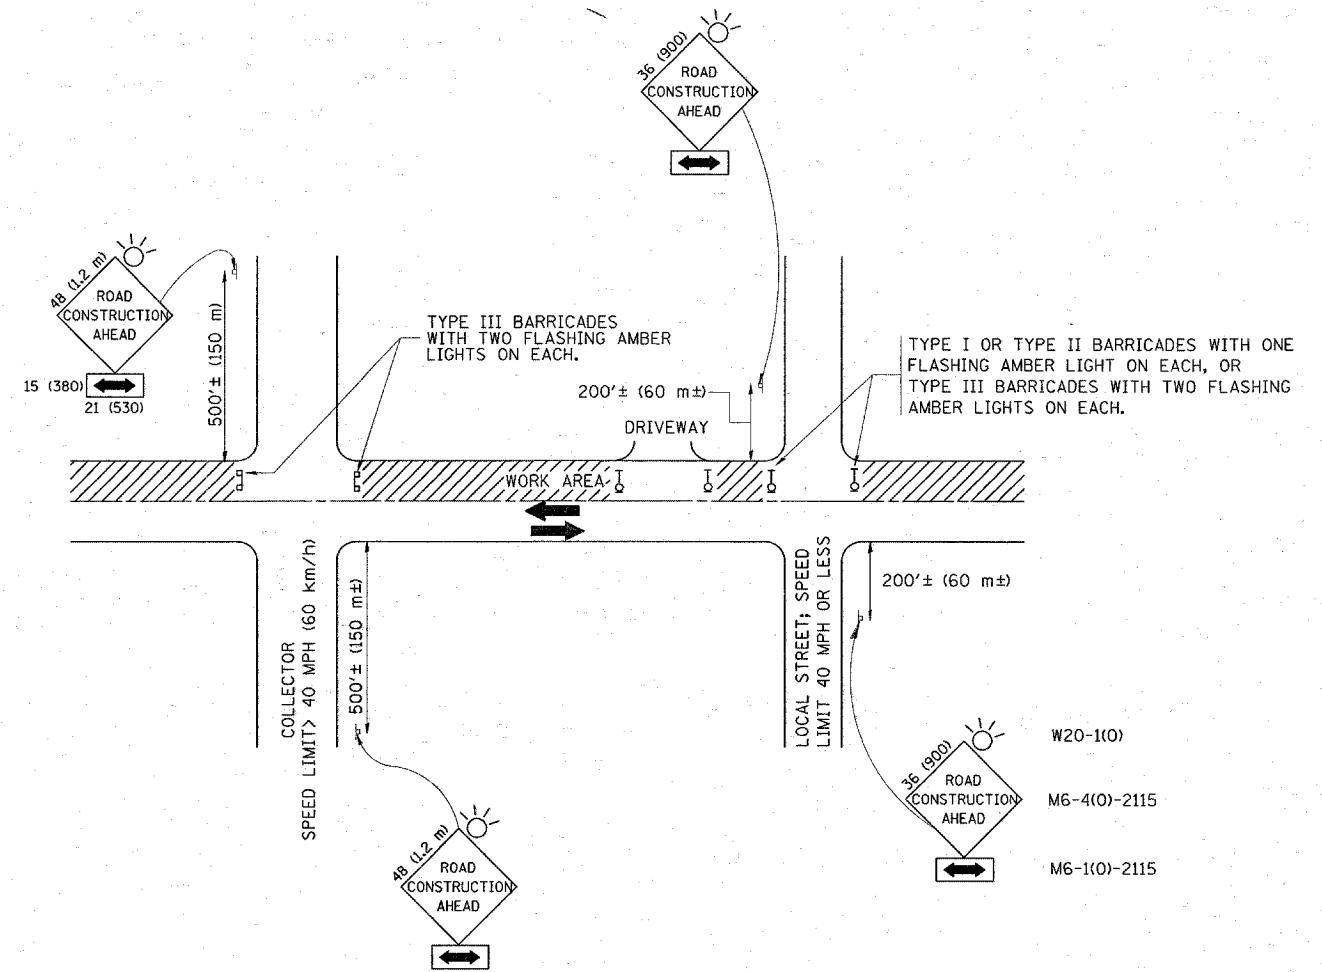 36 (900)
ROAD
CONSTRUCTION
AHEAD
48 (1.2 m)
ROAD
CONSTRUCTION
AHEAD
15 (380)
21 (530)
500'± (150 m)
TYPE III BARRICADES
WITH TWO FLASHING AMBER
LIGHTS ON EACH.
200'± (60 m±)
DRIVEWAY
TYPE I OR TYPE II BARRICADES WITH ONE
FLASHING AMBER LIGHT ON EACH, OR
TYPE III BARRICADES WITH TWO FLASHING
AMBER LIGHTS ON EACH.
WORK AREA
COLLECTOR
SPEED LIMIT> 40 MPH (60 km/h)
500'± (150 m±)
LOCAL STREET; SPEED
LIMIT 40 MPH OR LESS
200'± (60 m±)
48 (1.2 m)
ROAD
CONSTRUCTION
AHEAD
36 (900)
ROAD
CONSTRUCTION
AHEAD
W20-1(O)
M6-4(O)-2115
M6-1(O)-2115